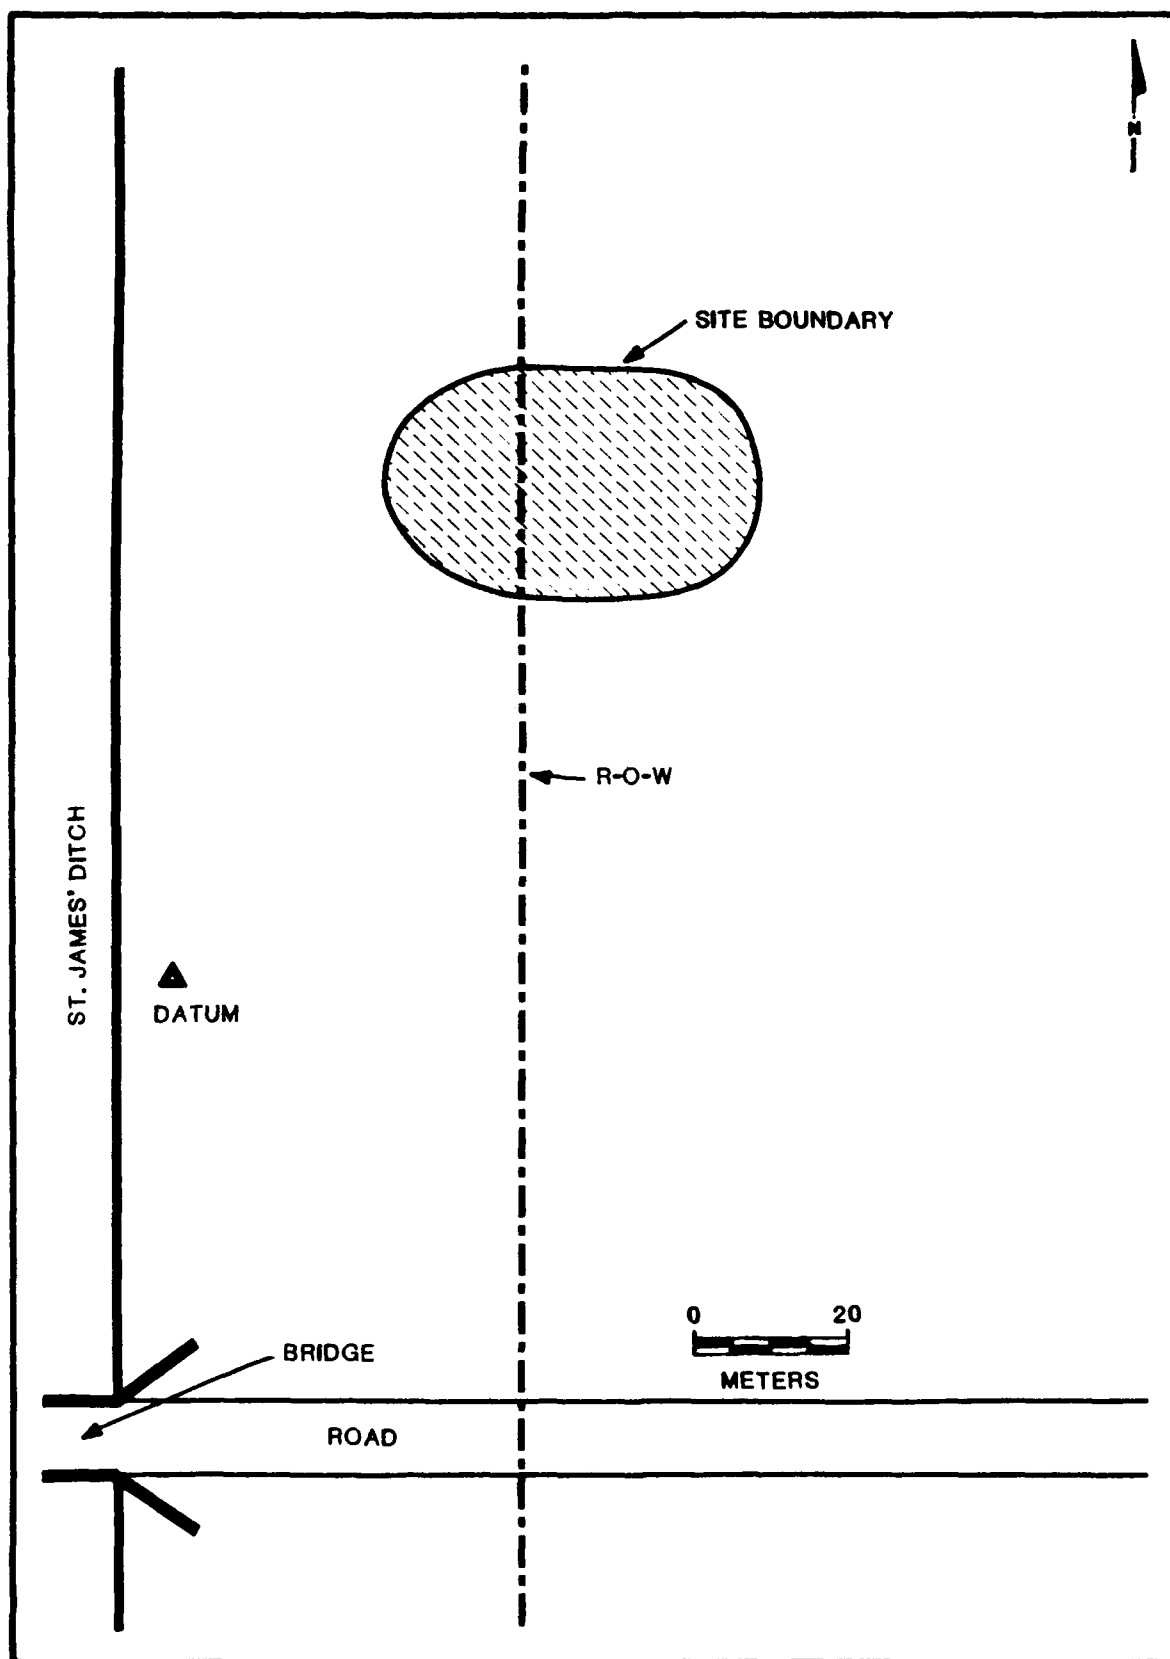 N
SITE BOUNDARY
R-O-W
ST. JAMES' DITCH
DATUM
0 20
METERS
BRIDGE
ROAD